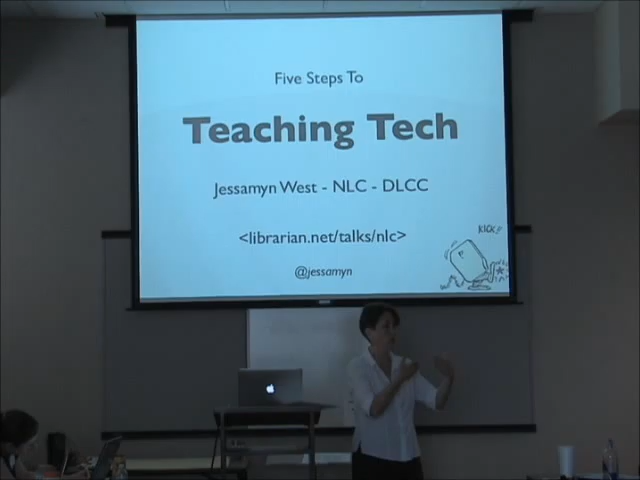 Five Steps To
Teaching Tech
Jessamyn West - NLC - DLCC
<librarian.net/talks/nlc>
@jessamyn
KICK!!